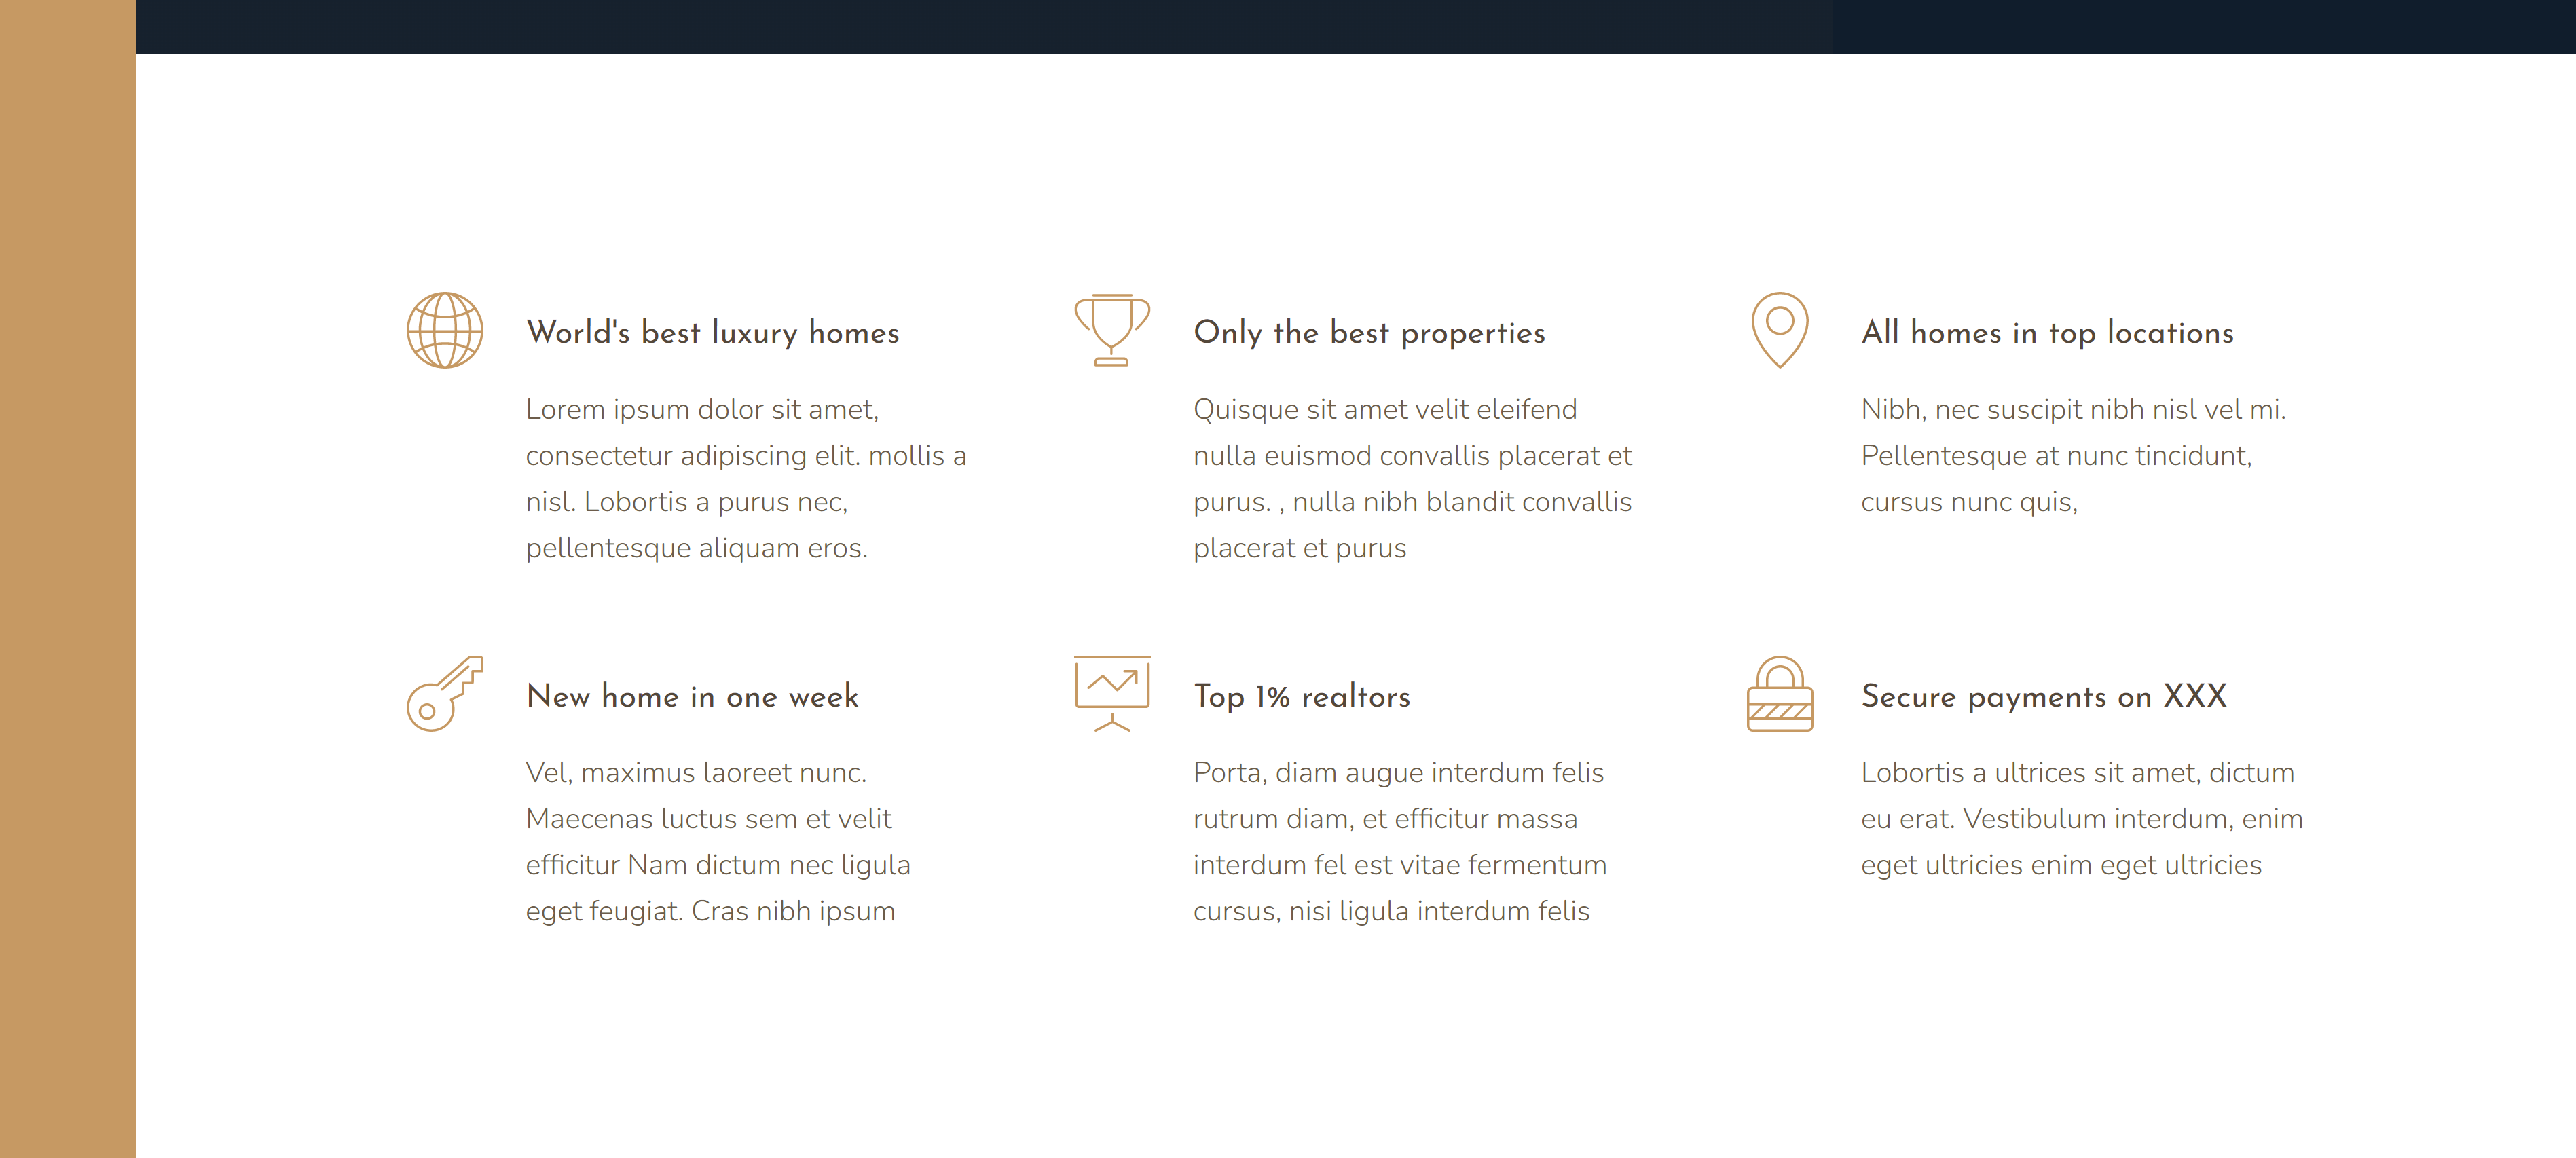 World's best luxury homes
Lorem ipsum dolor sit amet,
consectetur adipiscing elit. mollis a
nisl. Lobortis a purus nec,
pellentesque aliquam eros.
Only the best properties
Quisque sit amet velit eleifend
nulla euismod convallis placerat et
purus. , nulla nibh blandit convallis
placerat et purus
All homes in top locations
Nibh, nec suscipit nibh nisl vel mi.
Pellentesque at nunc tincidunt,
cursus nunc quis,
New home in one week
Vel, maximus laoreet nunc.
Maecenas luctus sem et velit
efficitur Nam dictum nec ligula
eget feugiat. Cras nibh ipsum
Top 1% realtors
Porta, diam augue interdum felis
rutrum diam, et efficitur massa
interdum fel est vitae fermentum
cursus, nisi ligula interdum felis
Secure payments on XXX
Lobortis a ultrices sit amet, dictum
eu erat. Vestibulum interdum, enim
eget ultricies enim eget ultricies